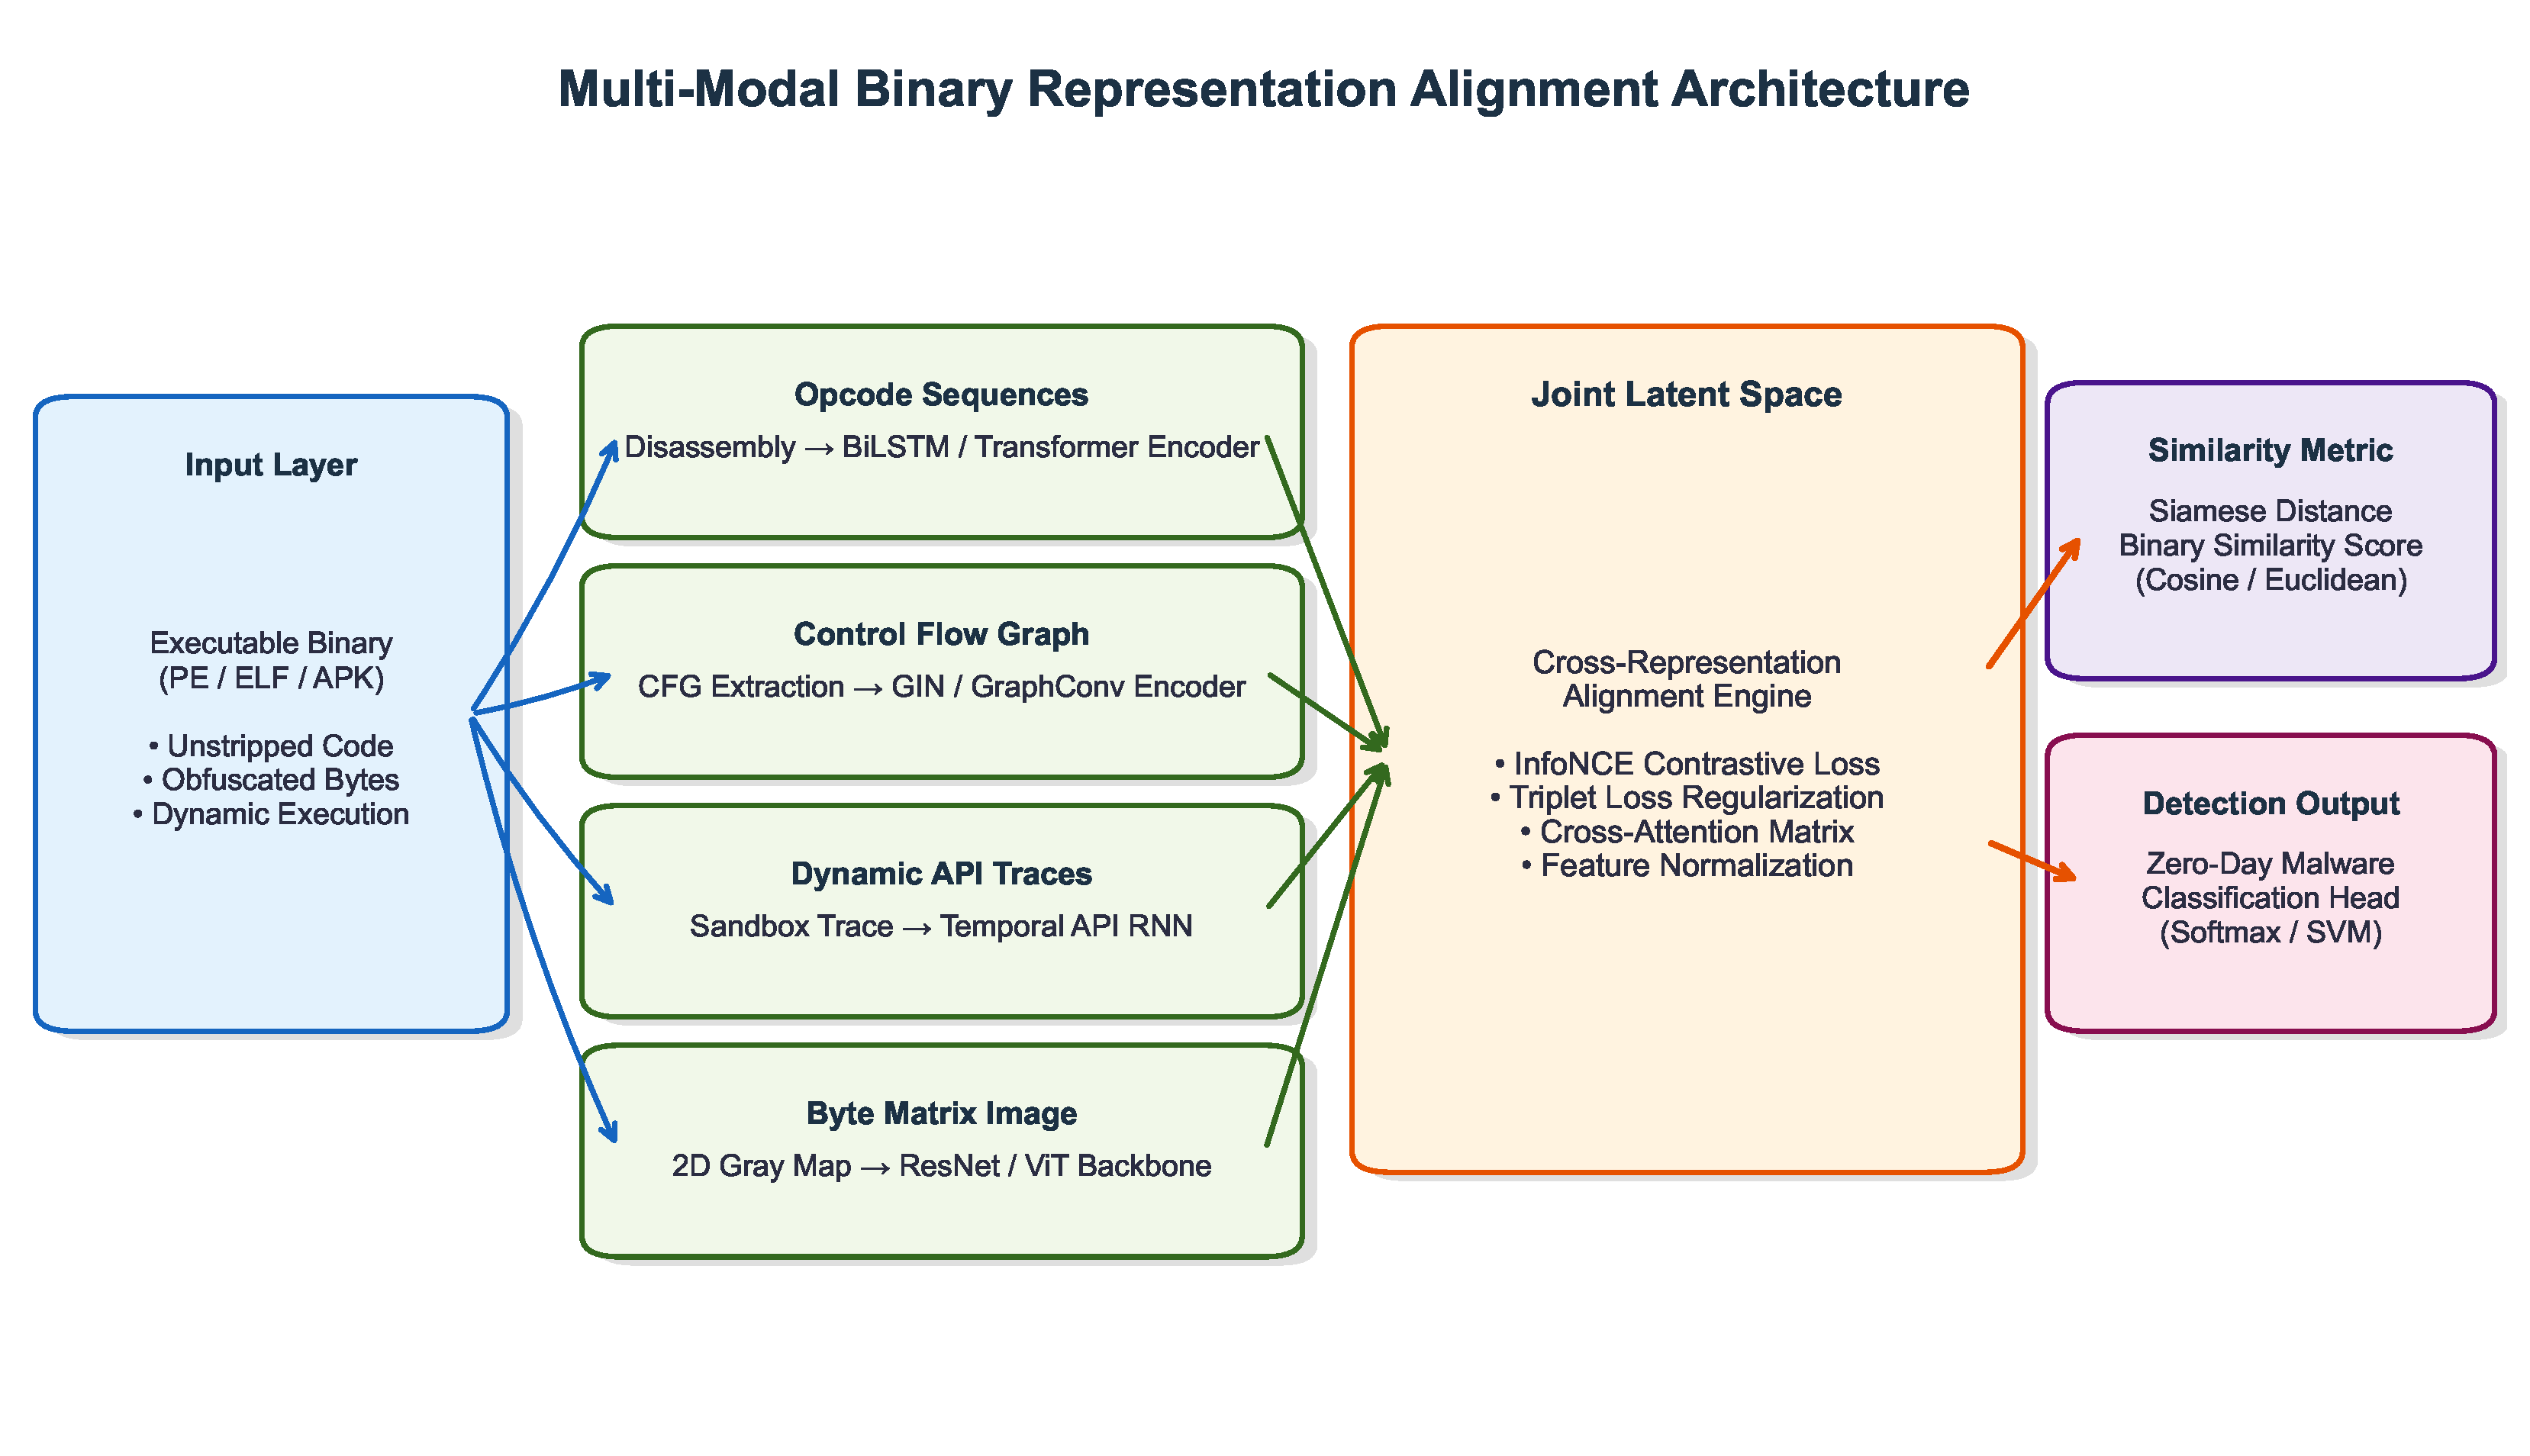 Multi-Modal Binary Representation Alignment Architecture
Input Layer
Executable Binary
(PE / ELF / APK)
• Unstripped Code
• Obfuscated Bytes
• Dynamic Execution
Opcode Sequences
Disassembly → BiLSTM / Transformer Encoder
Control Flow Graph
CFG Extraction → GIN / GraphConv Encoder
Dynamic API Traces
Sandbox Trace → Temporal API RNN
Byte Matrix Image
2D Gray Map → ResNet / ViT Backbone
Joint Latent Space
Cross-Representation
Alignment Engine
• InfoNCE Contrastive Loss
• Triplet Loss Regularization
• Cross-Attention Matrix
• Feature Normalization
Similarity Metric
Siamese Distance
Binary Similarity Score
(Cosine / Euclidean)
Detection Output
Zero-Day Malware
Classification Head
(Softmax / SVM)